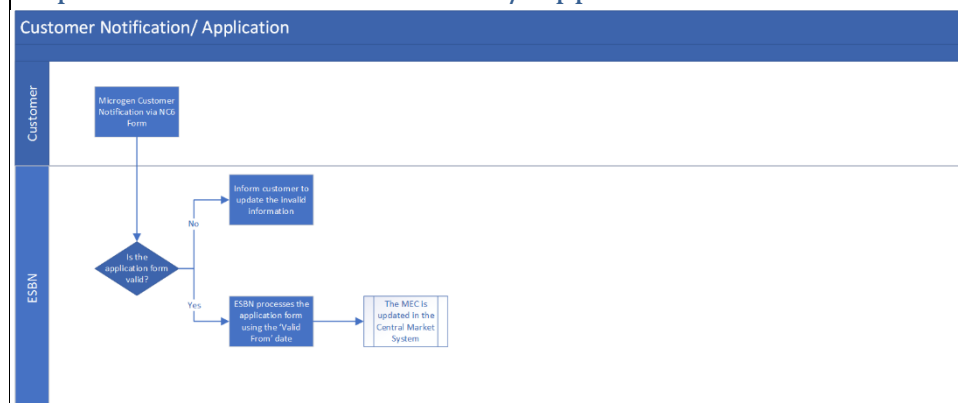 Customer Notification/ Application
Customer
Microgen Customer
Notification via NC6
Form
ESBN
Inform customer to
update the invalid
information
No
Is the
application form
valid?
Yes
ESBN processes the
application form
using the 'Valid
From' date
The MEC is
updated in the
Central Market
System